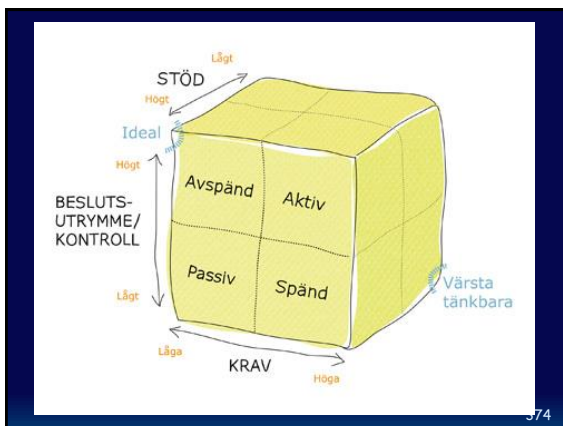 Lågt
STÖD
Högt
Ideal
Högt
BESLUTS-
UTRYMME/
KONTROLL
Lågt
Avspänd
Aktiv
Passiv
Spänd
Värsta
tänkbara
Låga
KRAV
Höga
374